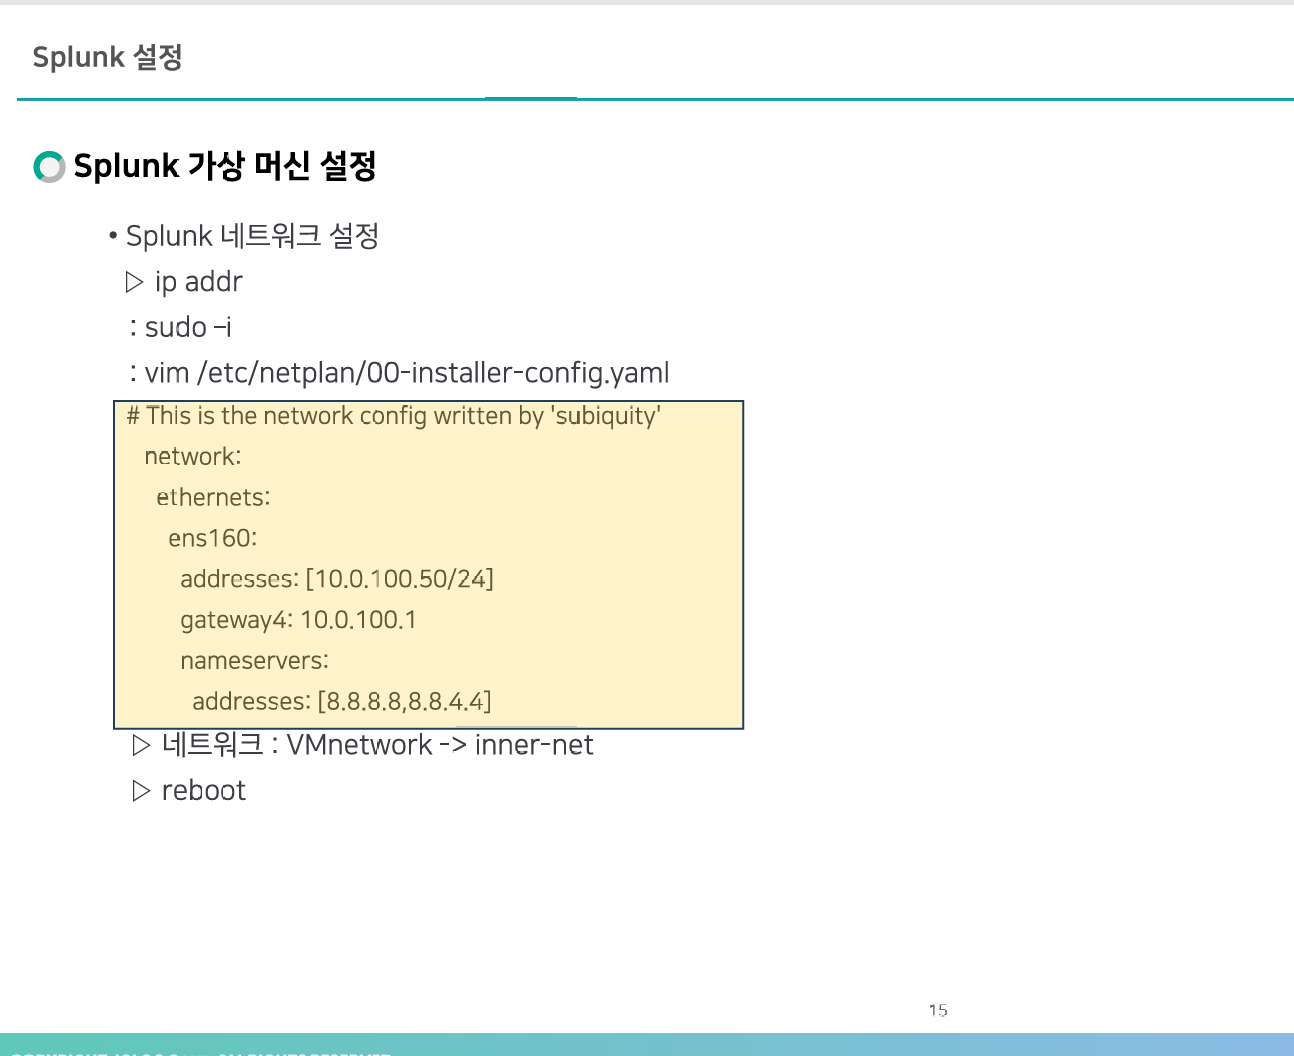 Splunk 설정
Splunk 가상 머신 설정
• Splunk 네트워크 설정
▷ ip addr
: sudo –i
: vim /etc/netplan/00-installer-config.yaml
# This is the network config written by 'subiquity'
network:
ethernets:
ens160:
addresses: [10.0.100.50/24]
gateway4: 10.0.100.1
nameservers:
addresses: [8.8.8.8,8.8.4.4]
▷ 네트워크 : VMnetwork -> inner-net
▷ reboot
15